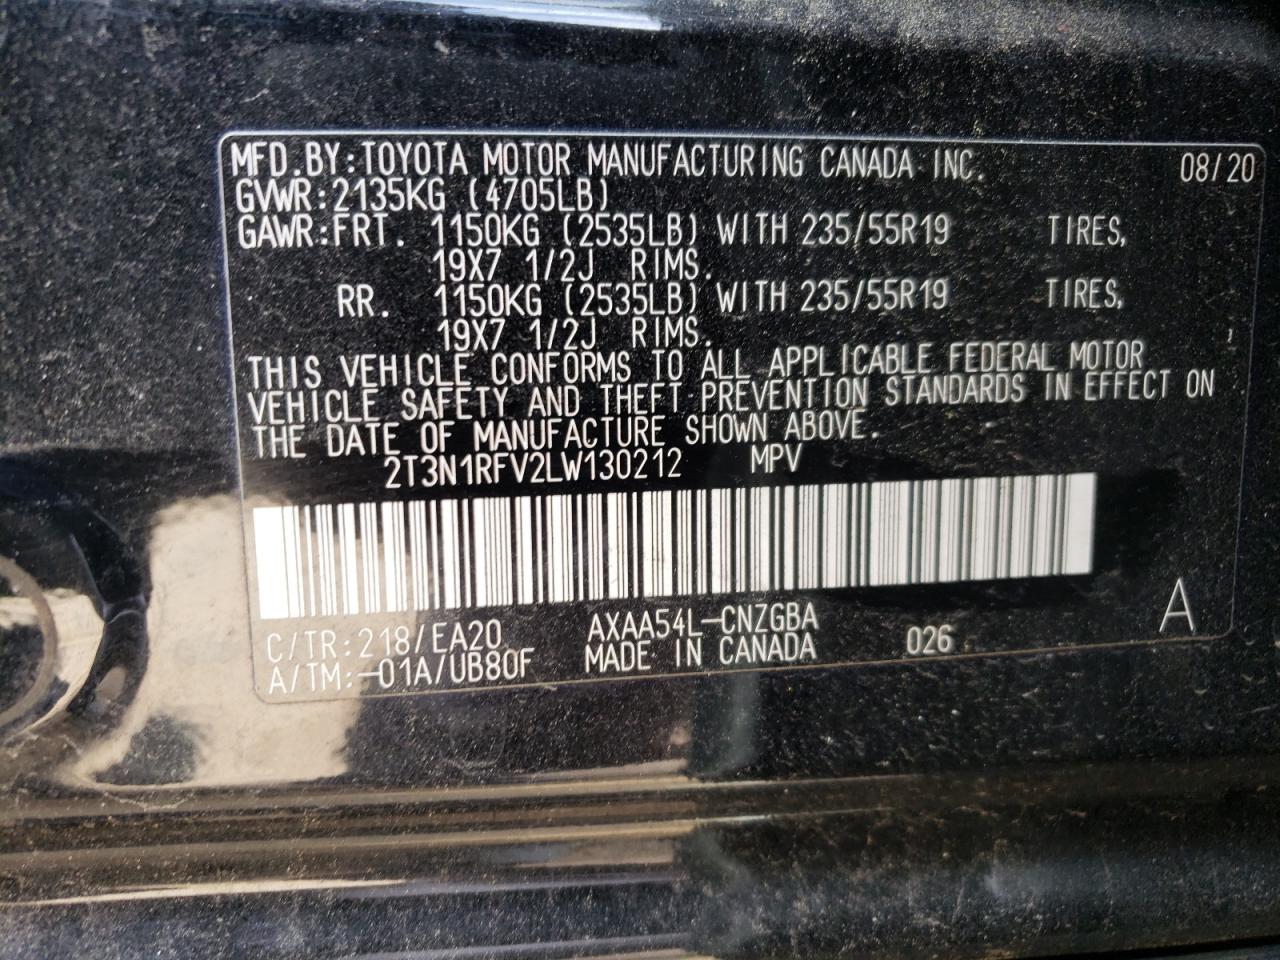 MFD.BY:TOYOTA MOTOR MANUFACTURING CANADA INC. 08/20
GVWR:2135KG (4705LB)
GAWR:FRT. 1150KG (2535LB) WITH 235/55R19 TIRES,
19X7 1/2J RIMS.
RR. 1150KG (2535LB) WITH 235/55R19 TIRES,
19X7 1/2J RIMS.
THIS VEHICLE CONFORMS TO ALL APPLICABLE FEDERAL MOTOR
VEHICLE SAFETY AND THEFT PREVENTION STANDARDS IN EFFECT ON
THE DATE OF MANUFACTURE SHOWN ABOVE.
2T3N1RFV2LW130212 MPV
C/TR:218/EA20 AXAA54L-CNZGBA 026 A
A/TM:-01A/UB80F MADE IN CANADA